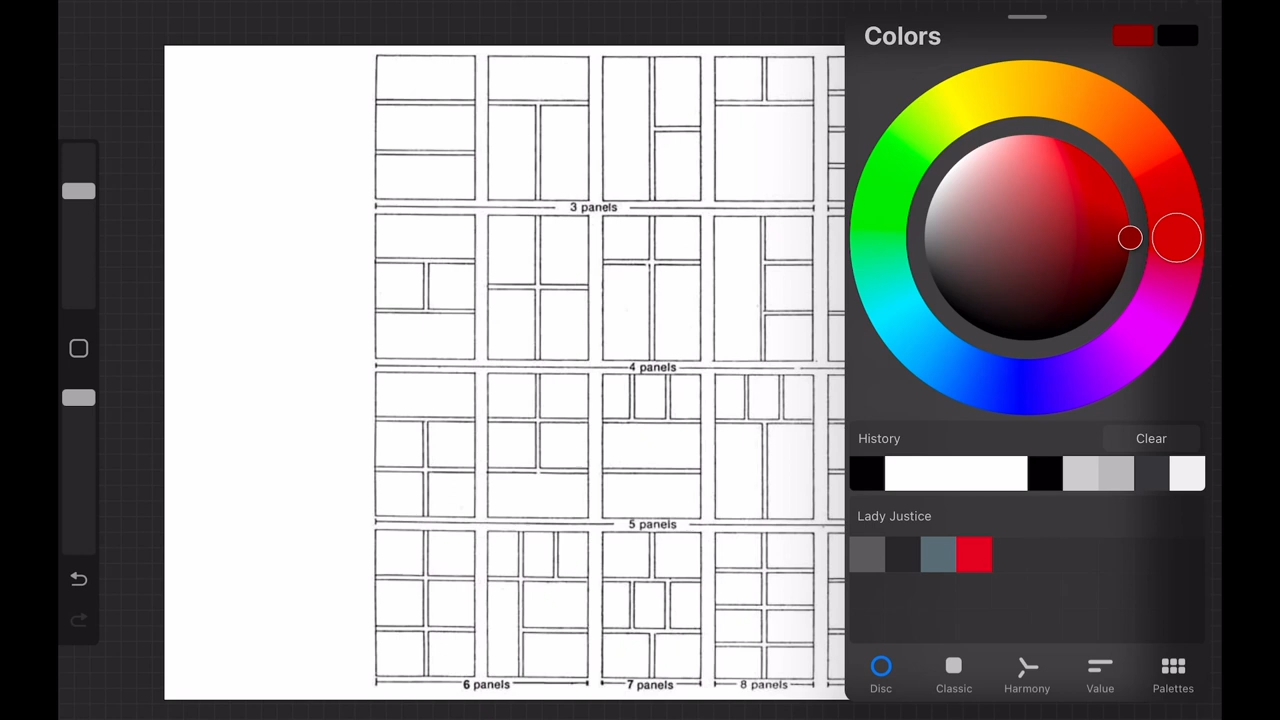 Colors
3 panels
4 panels
History
Clear
5 panels
Lady Justice
6 panels
7 panels
8 panels
Disc
Classic
Harmony
Value
Palettes